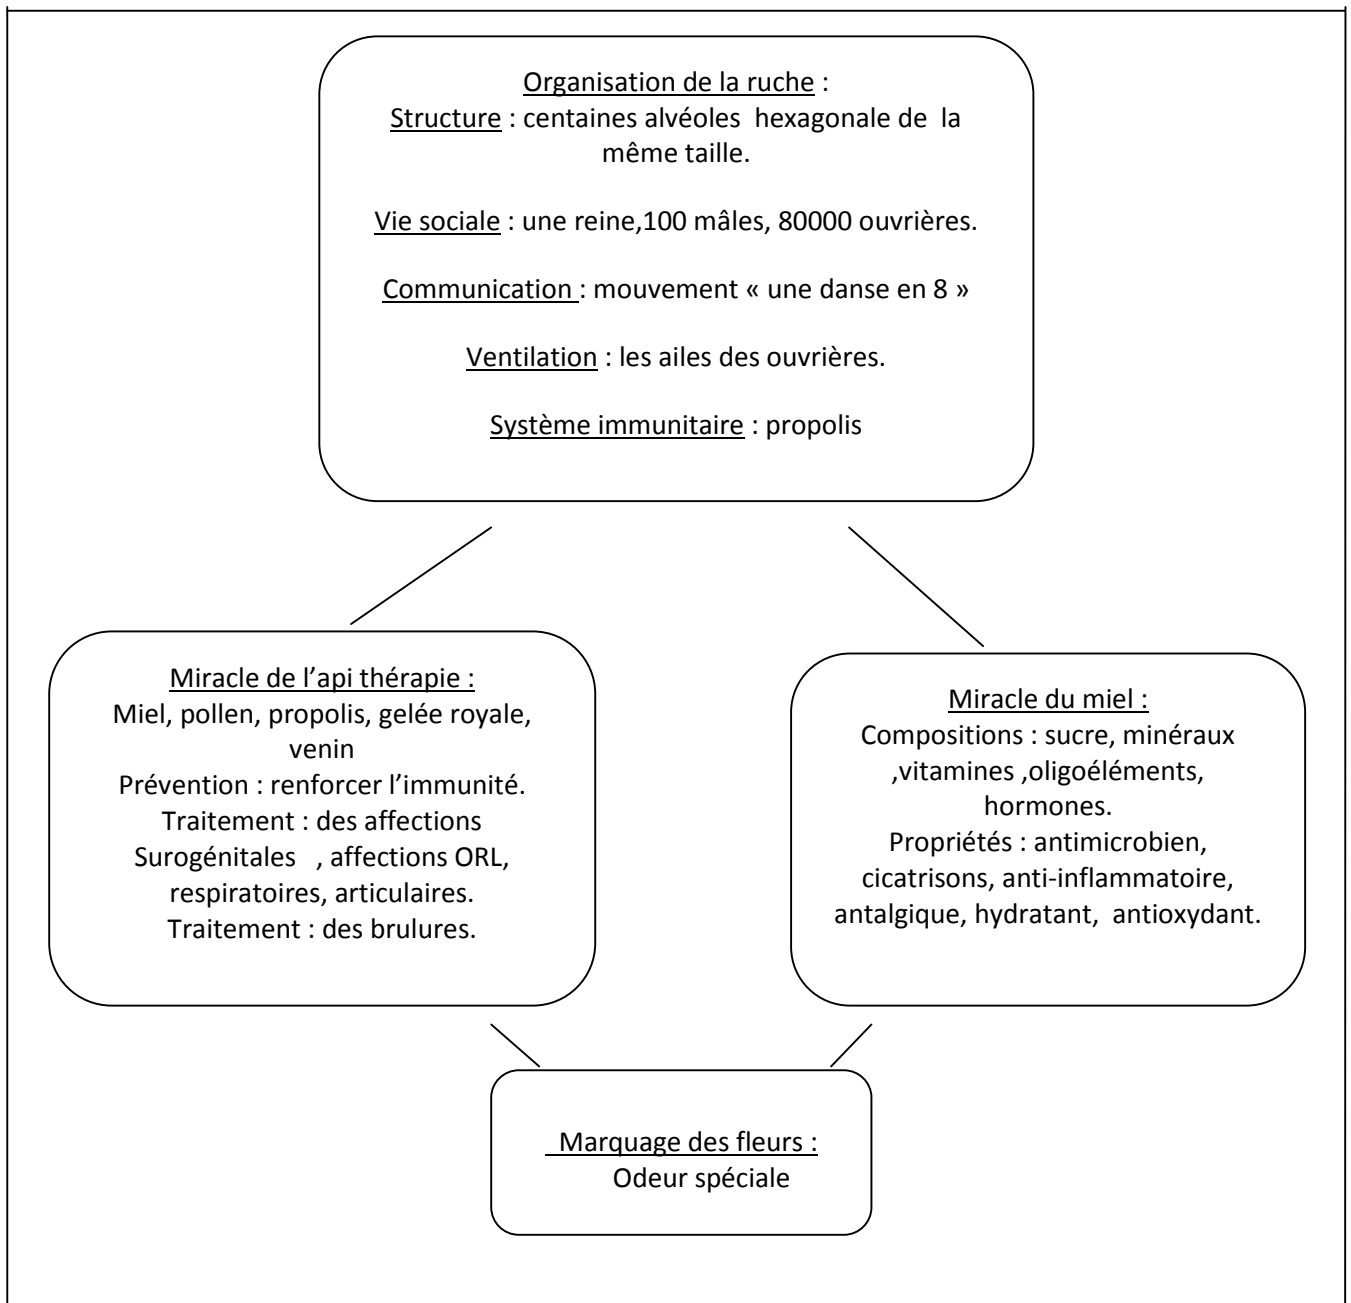 Organisation de la ruche :
Structure : centaines alvéoles hexagonale de la
même taille.
Vie sociale : une reine,100 mâles, 80000 ouvrières.
Communication : mouvement « une danse en 8 »
Ventilation : les ailes des ouvrières.
Système immunitaire : propolis
Miracle de l’api thérapie :
Miel, pollen, propolis, gelée royale,
venin
Prévention : renforcer l’immunité.
Traitement : des affections
Surogénitales , affections ORL,
respiratoires, articulaires.
Traitement : des brulures.
Miracle du miel :
Compositions : sucre, minéraux
,vitamines ,oligoéléments,
hormones.
Propriétés : antimicrobien,
cicatrisons, anti-inflammatoire,
antalgique, hydratant, antioxydant.
Marquage des fleurs :
Odeur spéciale